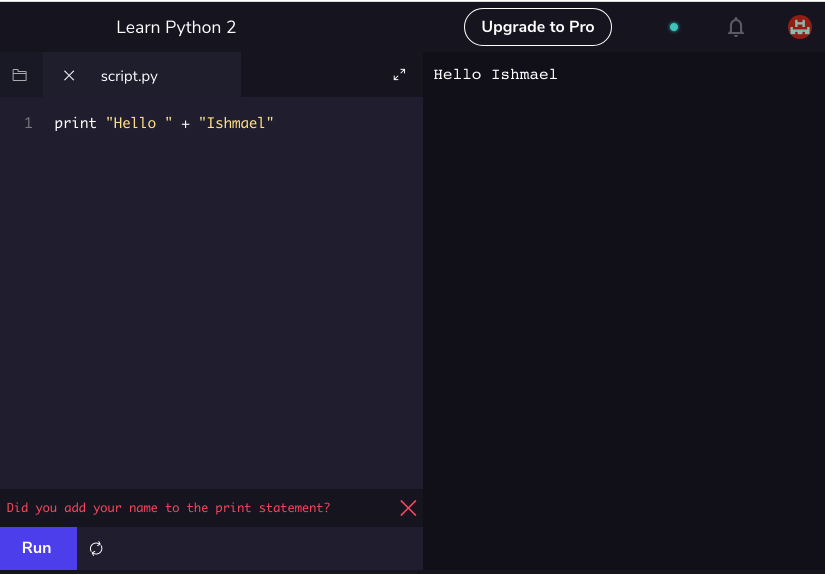 Learn Python 2
Upgrade to Pro
script.py
1 print "Hello " + "Ishmael"
Hello Ishmael
Did you add your name to the print statement?
Run